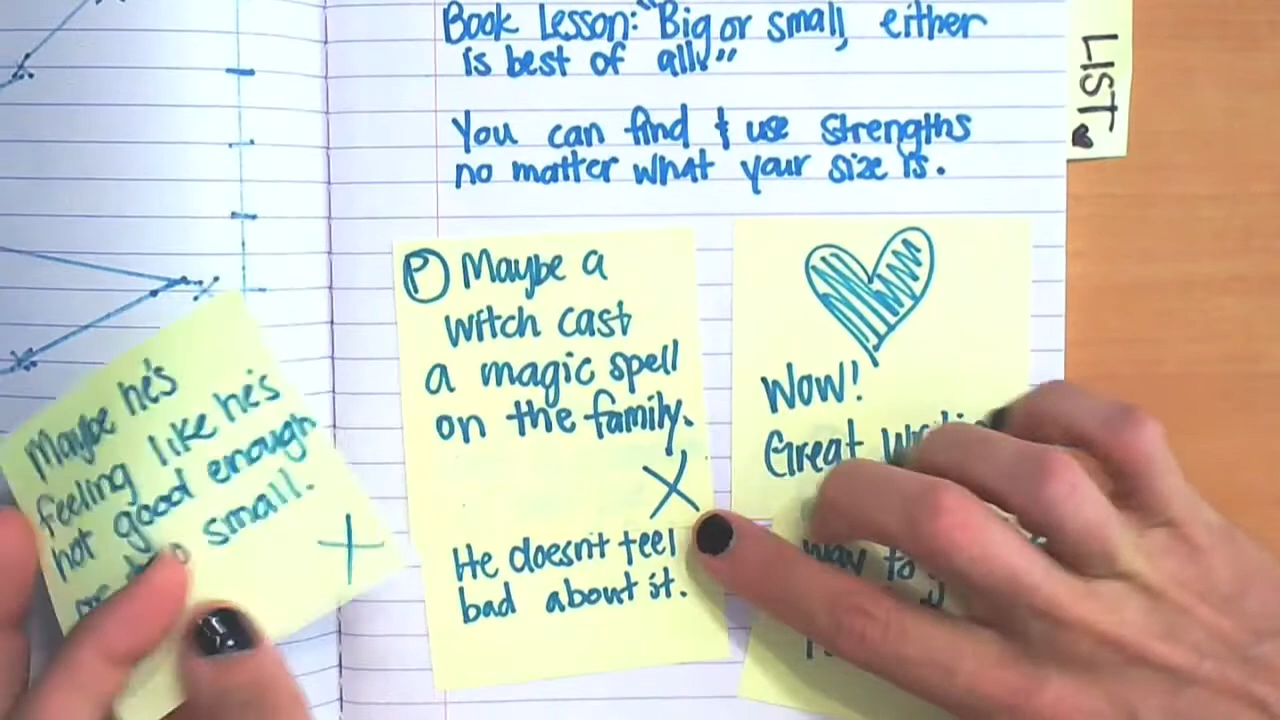 Book Lesson: "Big or small, either
is best of all!"
You can find & use strengths
no matter what your size is.
LIST
P Maybe a
witch cast
a magic spell
on the family.
X
He doesn't feel
bad about it.
Wow!
Great
way to
Maybe he's
feeling like he's
not good enough
small.
X